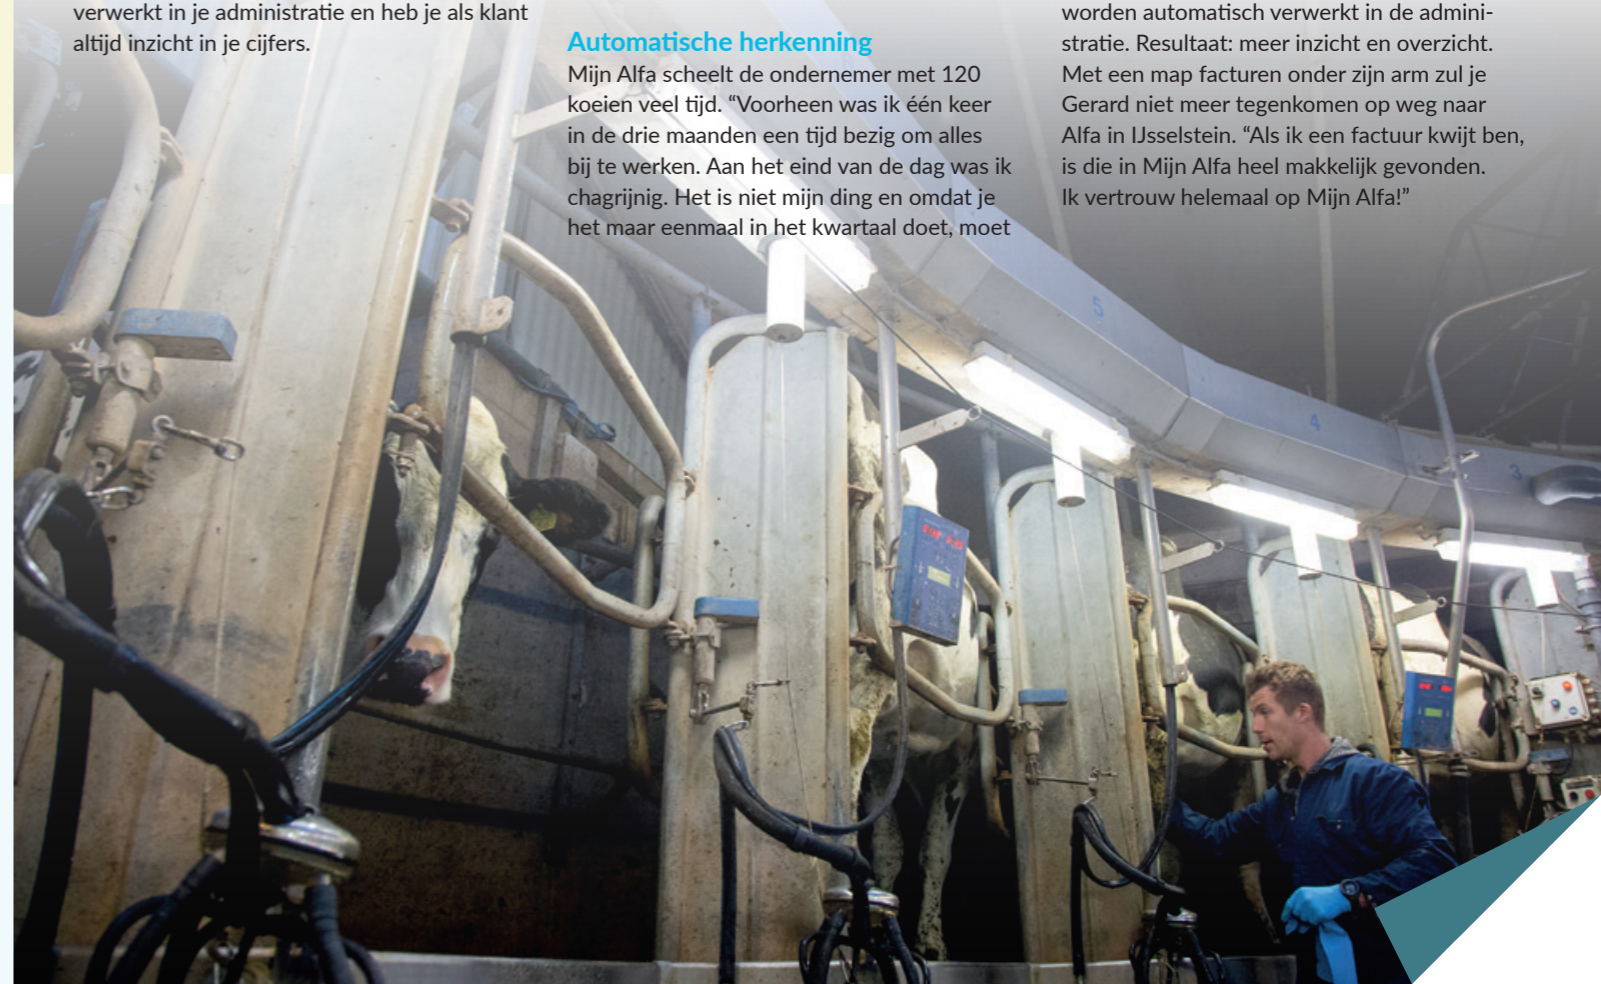 verwerkt in je administratie en heb je als klant
altijd inzicht in je cijfers.
Automatische herkenning
Mijn Alfa scheelt de ondernemer met 120
koeien veel tijd. “Voorheen was ik één keer
in de drie maanden een tijd bezig om alles
bij te werken. Aan het eind van de dag was ik
chagrijnig. Het is niet mijn ding en omdat je
het maar eenmaal in het kwartaal doet, moet
worden automatisch verwerkt in de admini-
stratie. Resultaat: meer inzicht en overzicht.
Met een map facturen onder zijn arm zul je
Gerard niet meer tegenkomen op weg naar
Alfa in IJsselstein. “Als ik een factuur kwijt ben,
is die in Mijn Alfa heel makkelijk gevonden.
Ik vertrouw helemaal op Mijn Alfa!”
5
4
3